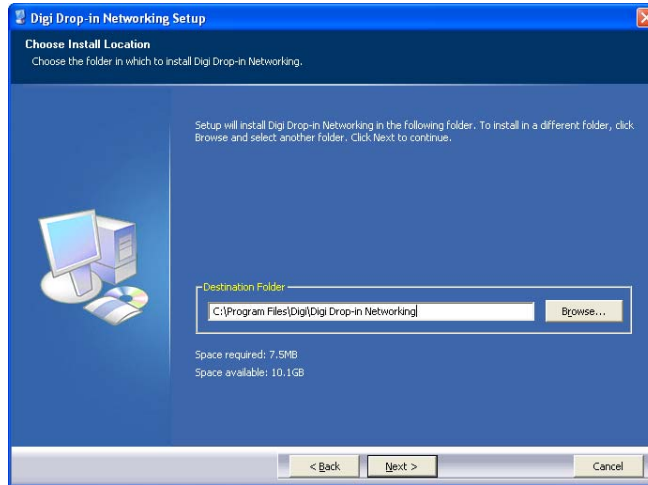 Digi Drop-in Networking Setup
Choose Install Location
Choose the folder in which to install Digi Drop-in Networking.
Setup will install Digi Drop-in Networking in the following folder. To install in a different folder, click
Browse and select another folder. Click Next to continue.
Destination Folder
C:\Program Files\Digi\Digi Drop-in Networking
Browse...
Space required: 7.5MB
Space available: 10.1GB
< Back
Next >
Cancel